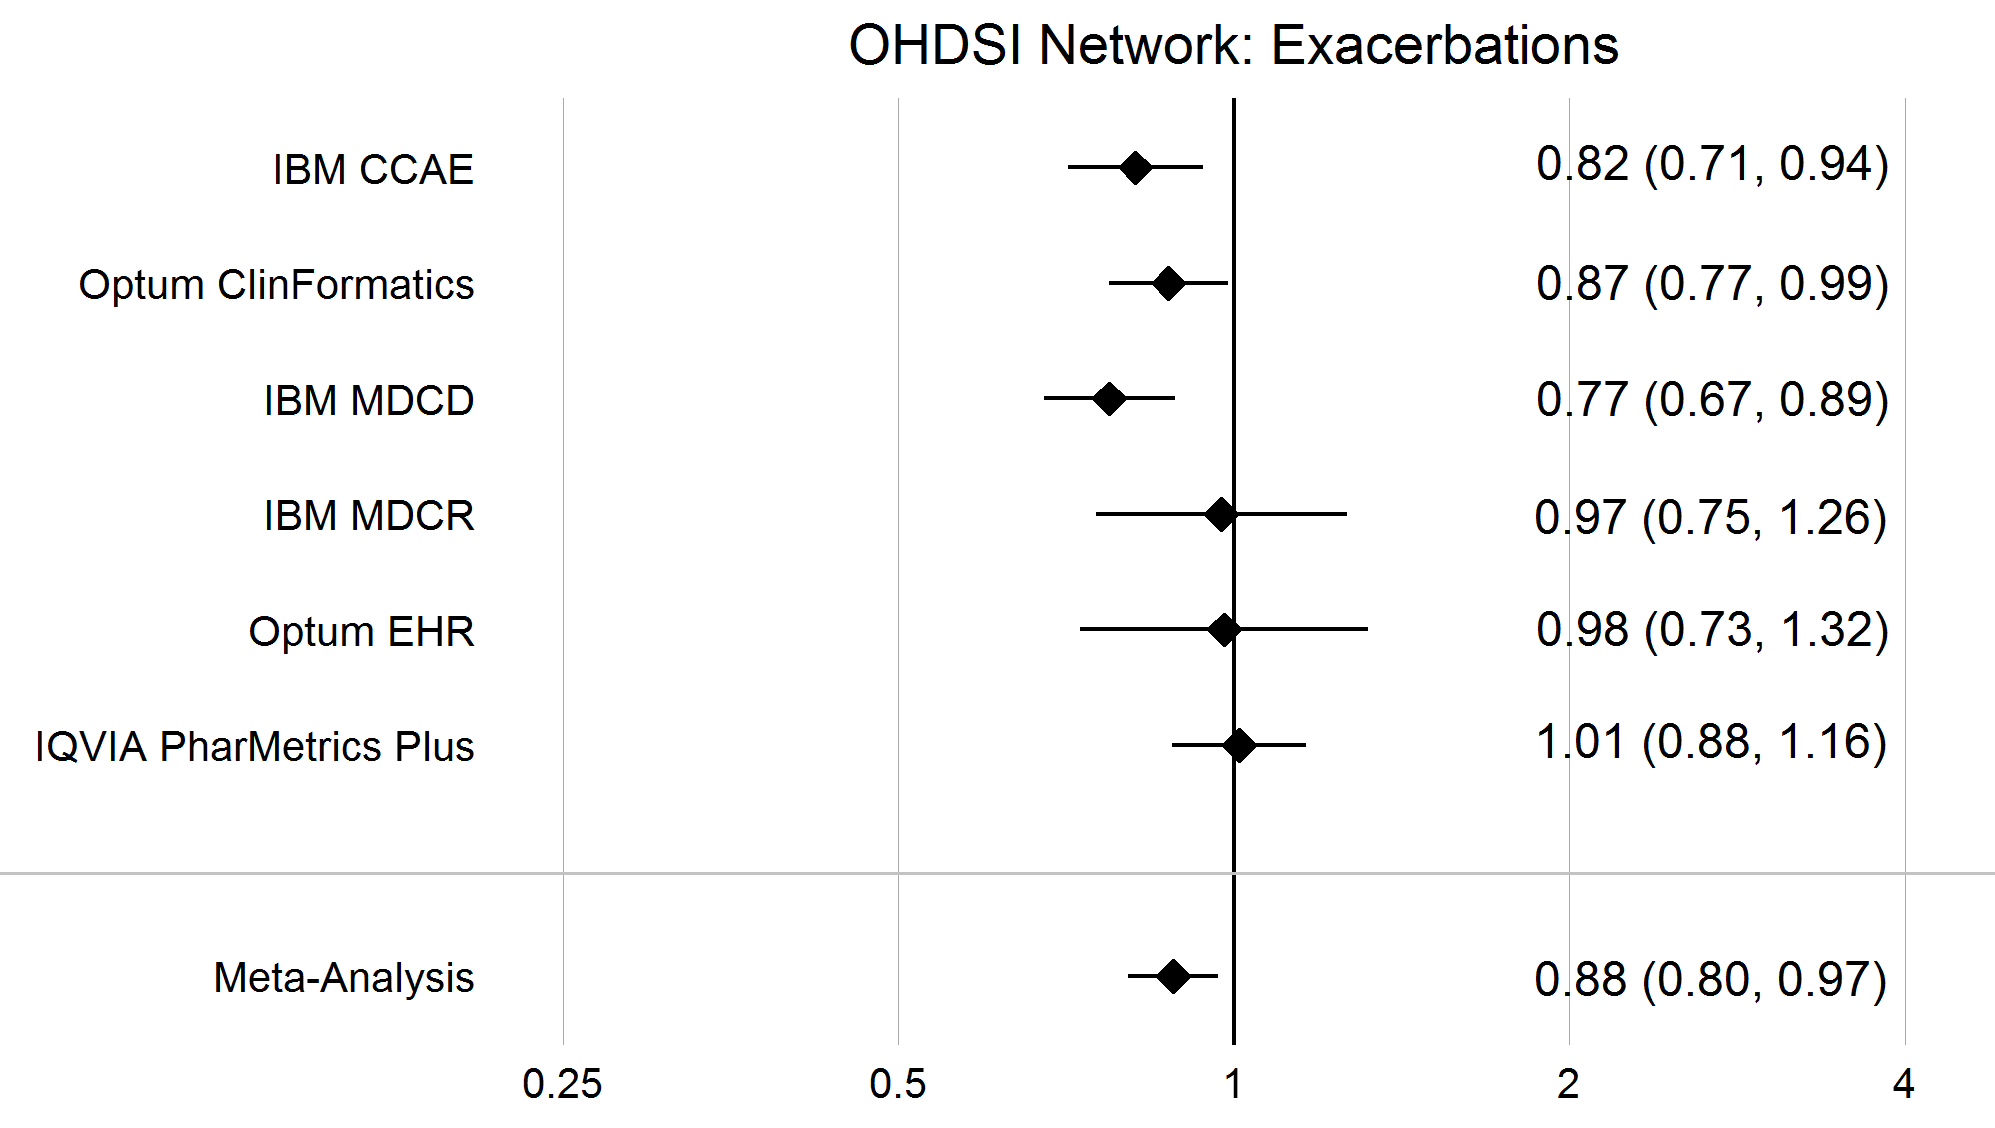 OHDSI Network: Exacerbations
IBM CCAE 0.82 (0.71, 0.94)
Optum ClinFormatics 0.87 (0.77, 0.99)
IBM MDCD 0.77 (0.67, 0.89)
IBM MDCR 0.97 (0.75, 1.26)
Optum EHR 0.98 (0.73, 1.32)
IQVIA PharMetrics Plus 1.01 (0.88, 1.16)
Meta-Analysis 0.88 (0.80, 0.97)
0.25 0.5 1 2 4